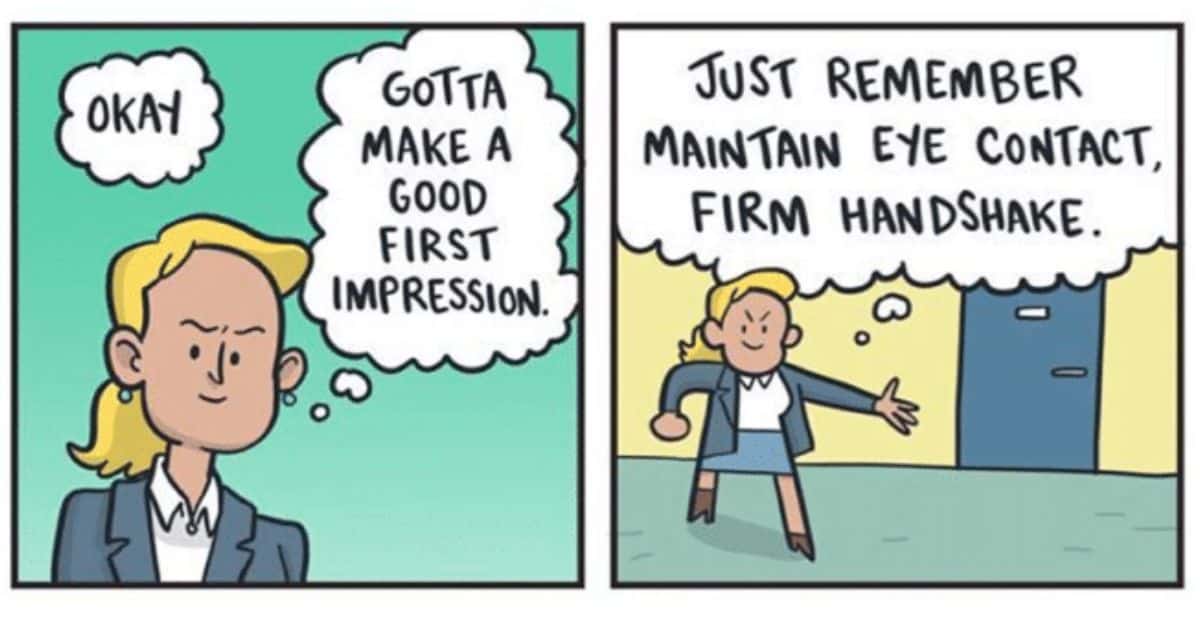 OKAY
GOTTA
MAKE A
GOOD
FIRST
IMPRESSION.
JUST REMEMBER
MAINTAIN EYE CONTACT,
FIRM HANDSHAKE.